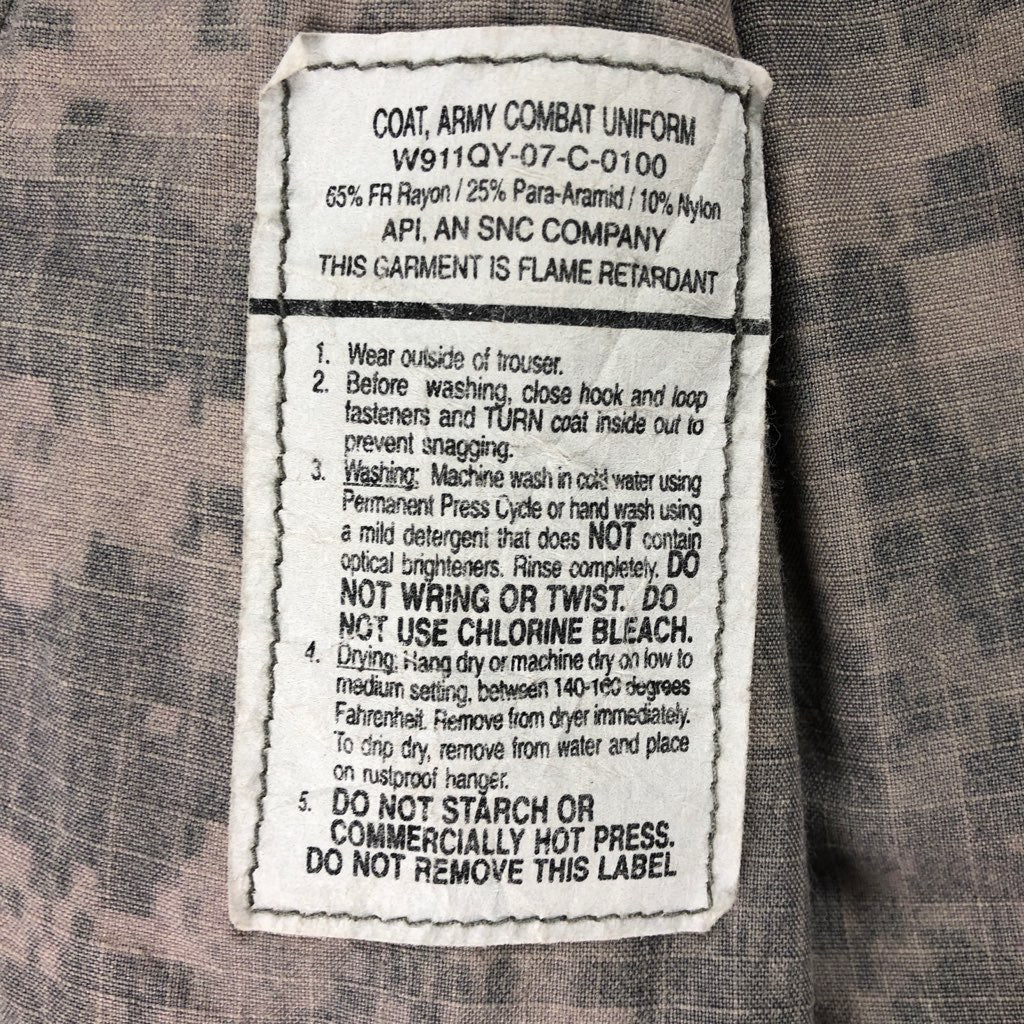 COAT, ARMY COMBAT UNIFORM
W911QY-07-C-0100
65% FR Rayon / 25% Para-Aramid / 10% Nylon
API, AN SNC COMPANY
THIS GARMENT IS FLAME RETARDANT
1. Wear outside of trouser.
2. Before washing, close hook and loop
fasteners and TURN coat inside out to
prevent snagging.
3. Washing: Machine wash in cold water using
Permanent Press Cycle or hand wash using
a mild detergent that does NOT contain
optical brighteners. Rinse completely. DO
NOT WRING OR TWIST. DO
NOT USE CHLORINE BLEACH.
4. Drying: Hang dry or machine dry on low to
medium setting, between 140-160 degrees
Fahrenheit. Remove from dryer immediately.
To drip dry, remove from water and place
on rustproof hanger.
5. DO NOT STARCH OR
COMMERCIALLY HOT PRESS.
DO NOT REMOVE THIS LABEL